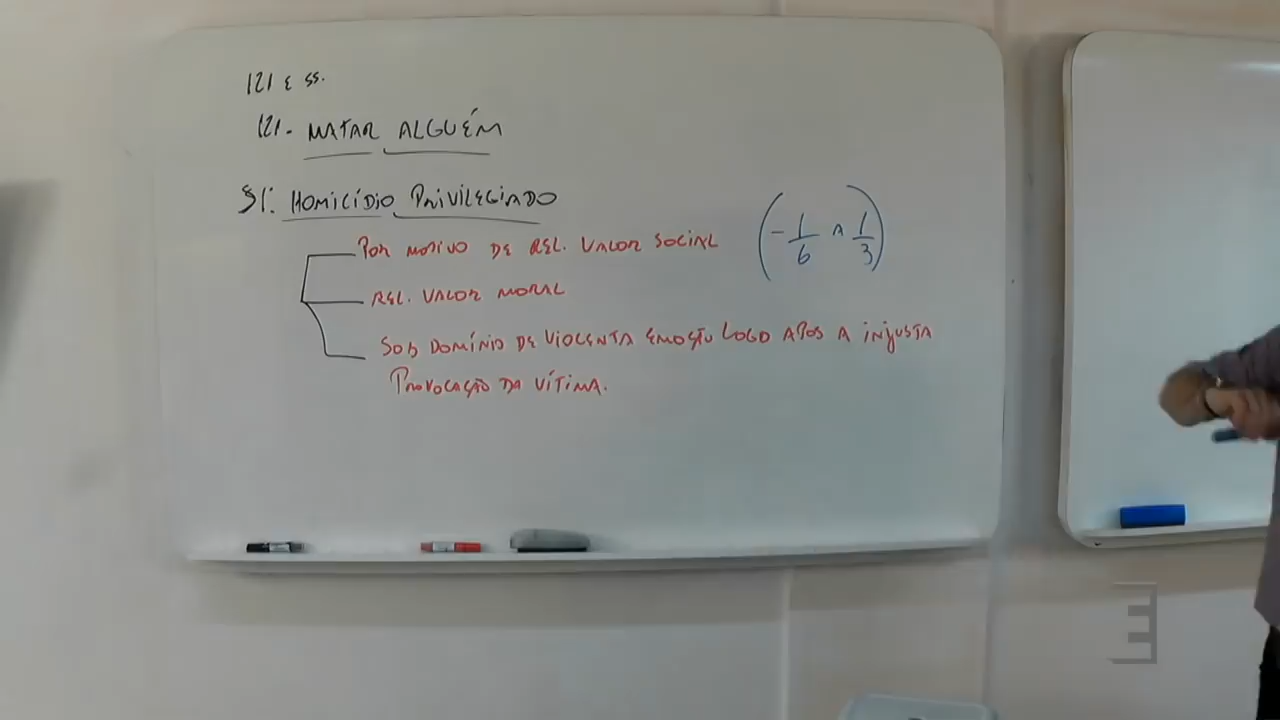 121 E SS.
121- MATAR ALGUÉM
§1: HOMICÍDIO PRIVILEGIADO
POR MOTIVO DE REL. VALOR SOCIAL (- 1/6 A 1/3)
REL. VALOR MORAL
SOB DOMÍNIO DE VIOLENTA EMOÇÃO LOGO APÓS A INJUSTA
PROVOCAÇÃO DA VÍTIMA.